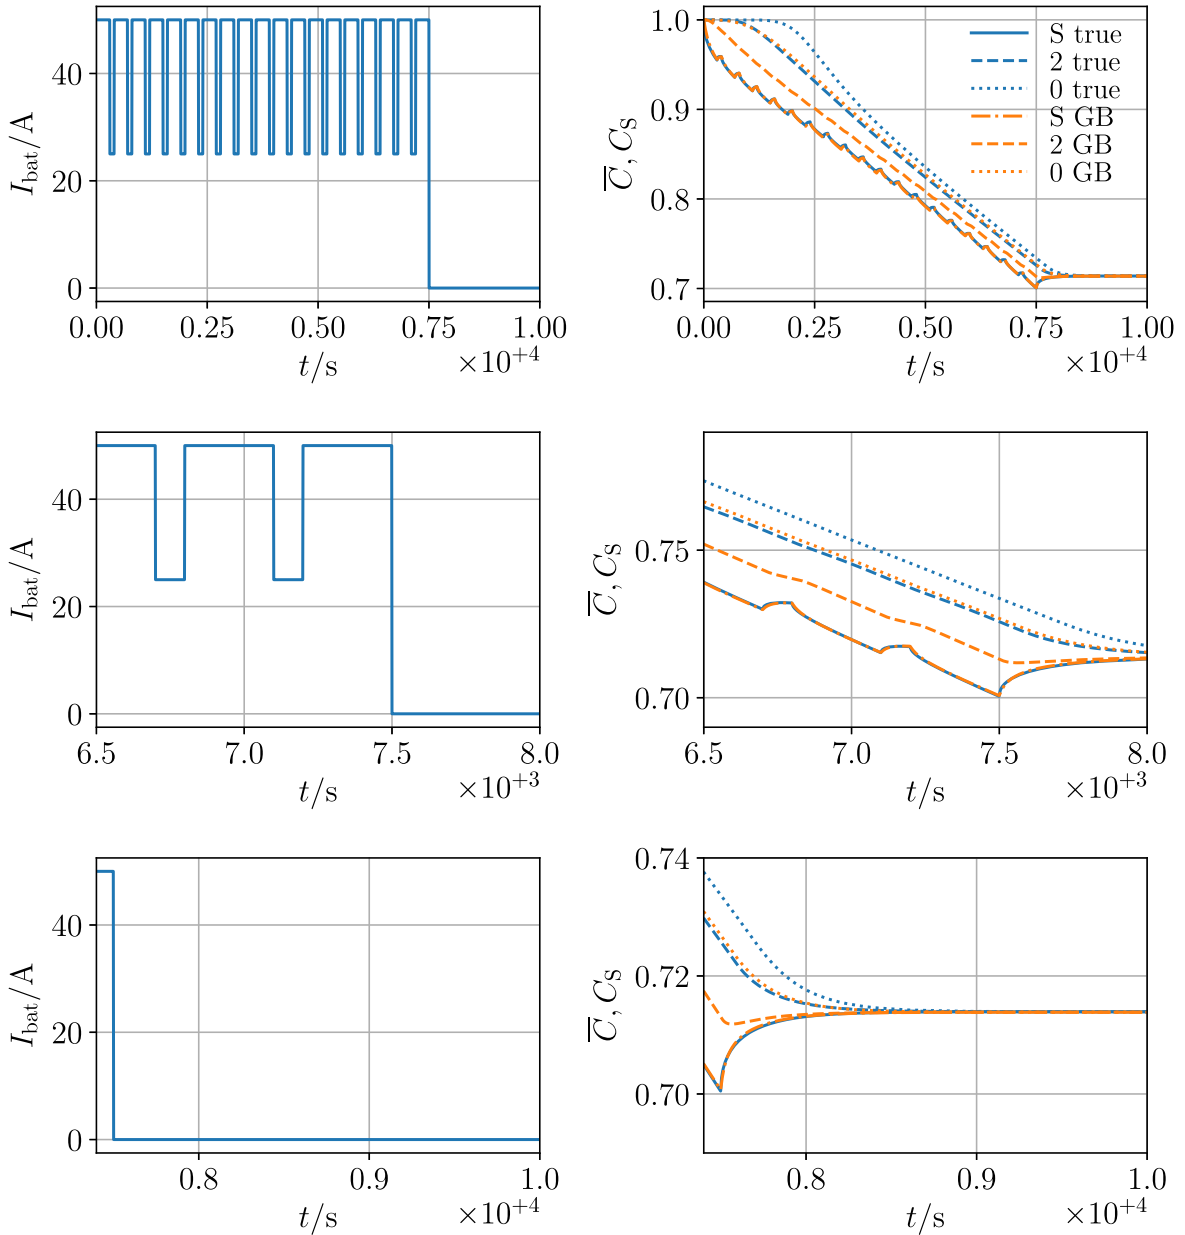 40
20
0
I_bat/A
0.00 0.25 0.50 0.75 1.00
t/s
×10^+4
1.0
0.9
0.8
0.7
C̅, C_S
S true
2 true
0 true
S GB
2 GB
0 GB
0.00 0.25 0.50 0.75 1.00
t/s
×10^+4
40
20
0
I_bat/A
6.5 7.0 7.5 8.0
t/s
×10^+3
0.75
0.70
C̅, C_S
6.5 7.0 7.5 8.0
t/s
×10^+3
40
20
0
I_bat/A
0.8 0.9 1.0
t/s
×10^+4
0.74
0.72
0.70
C̅, C_S
0.8 0.9 1.0
t/s
×10^+4